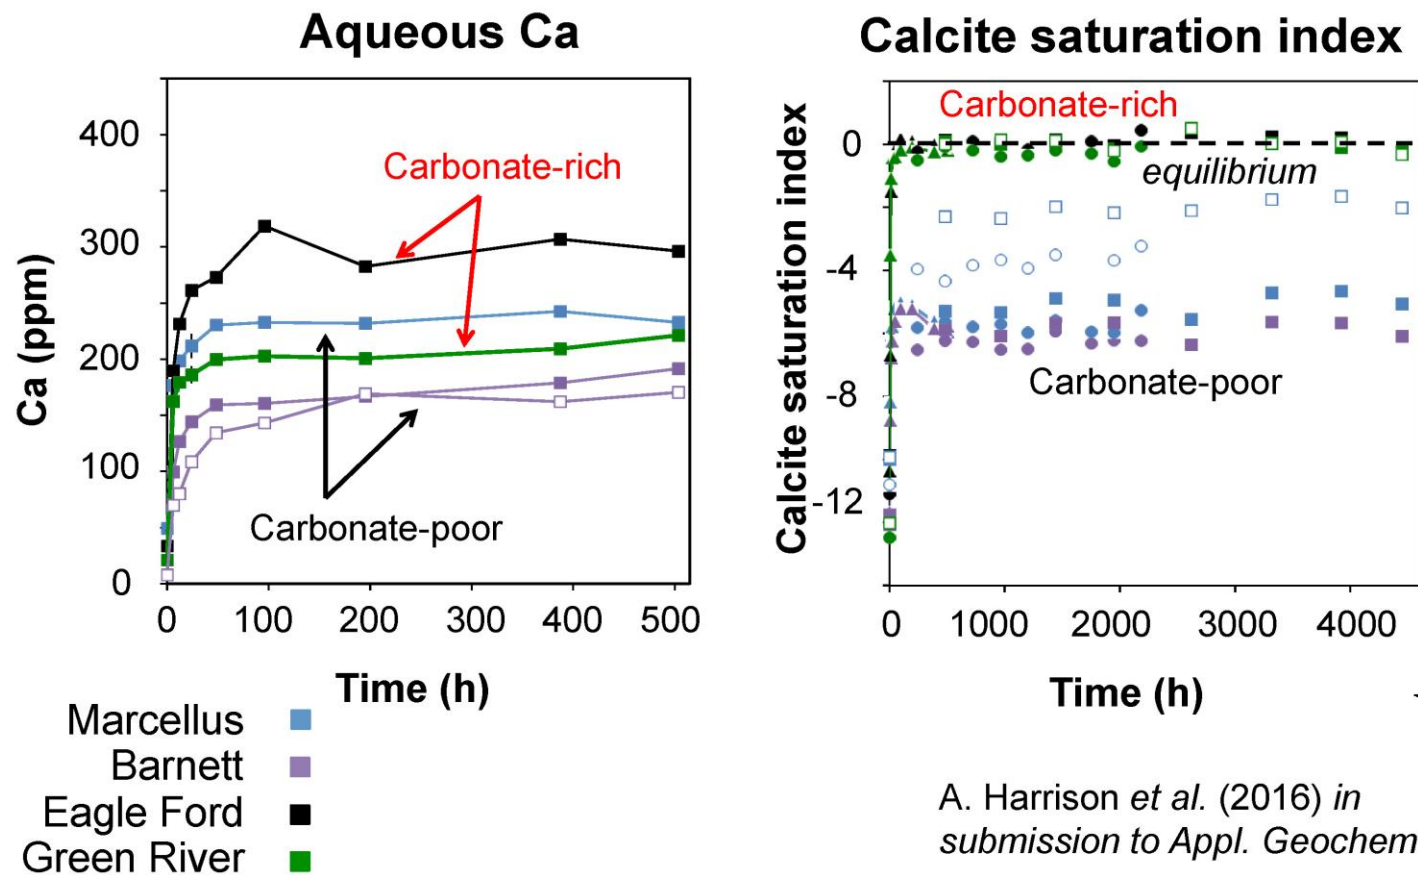 Aqueous Ca
Calcite saturation index
Ca (ppm)
400
300
200
100
0
Carbonate-rich
Carbonate-poor
0
100
200
300
400
500
Time (h)
Calcite saturation index
0
-4
-8
-12
Carbonate-rich
equilibrium
Carbonate-poor
0
1000
2000
3000
4000
Time (h)
Marcellus
Barnett
Eagle Ford
Green River
A. Harrison et al. (2016) in
submission to Appl. Geochem